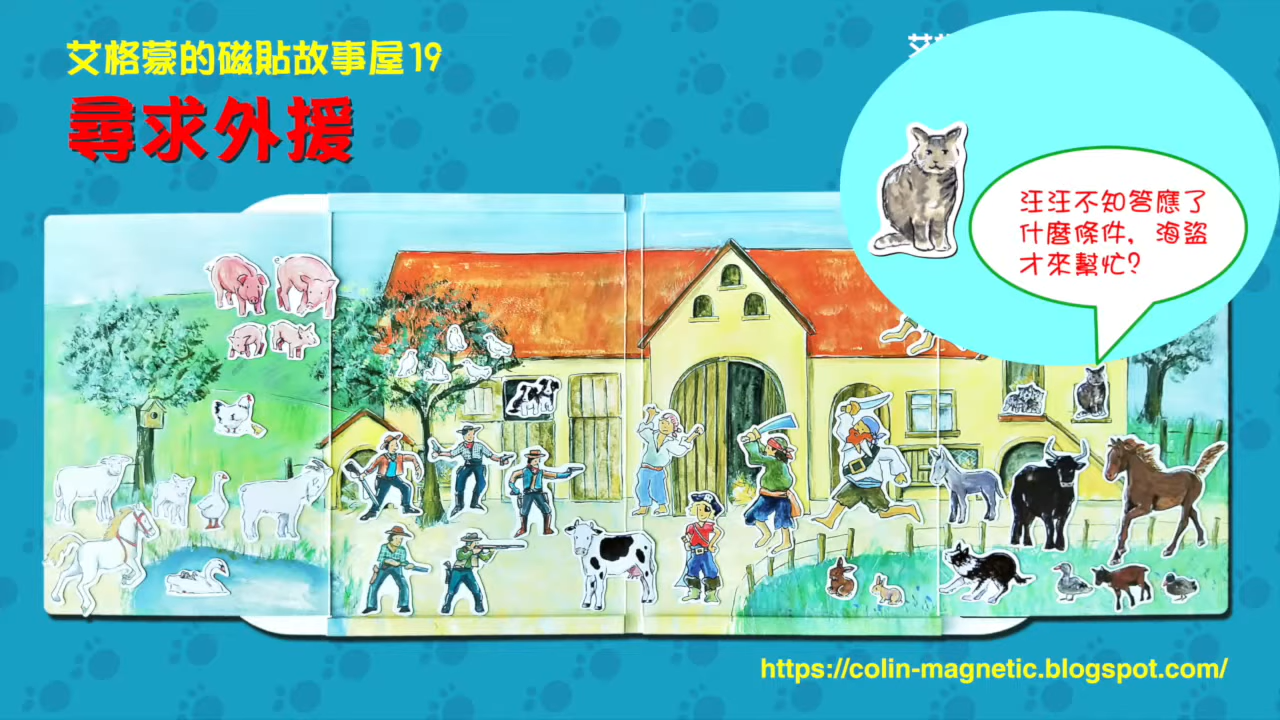 艾格蒙的磁貼故事屋19
尋求外援
汪汪不知答應了
什麼條件，海盜
才來幫忙？
https://colin-magnetic.blogspot.com/